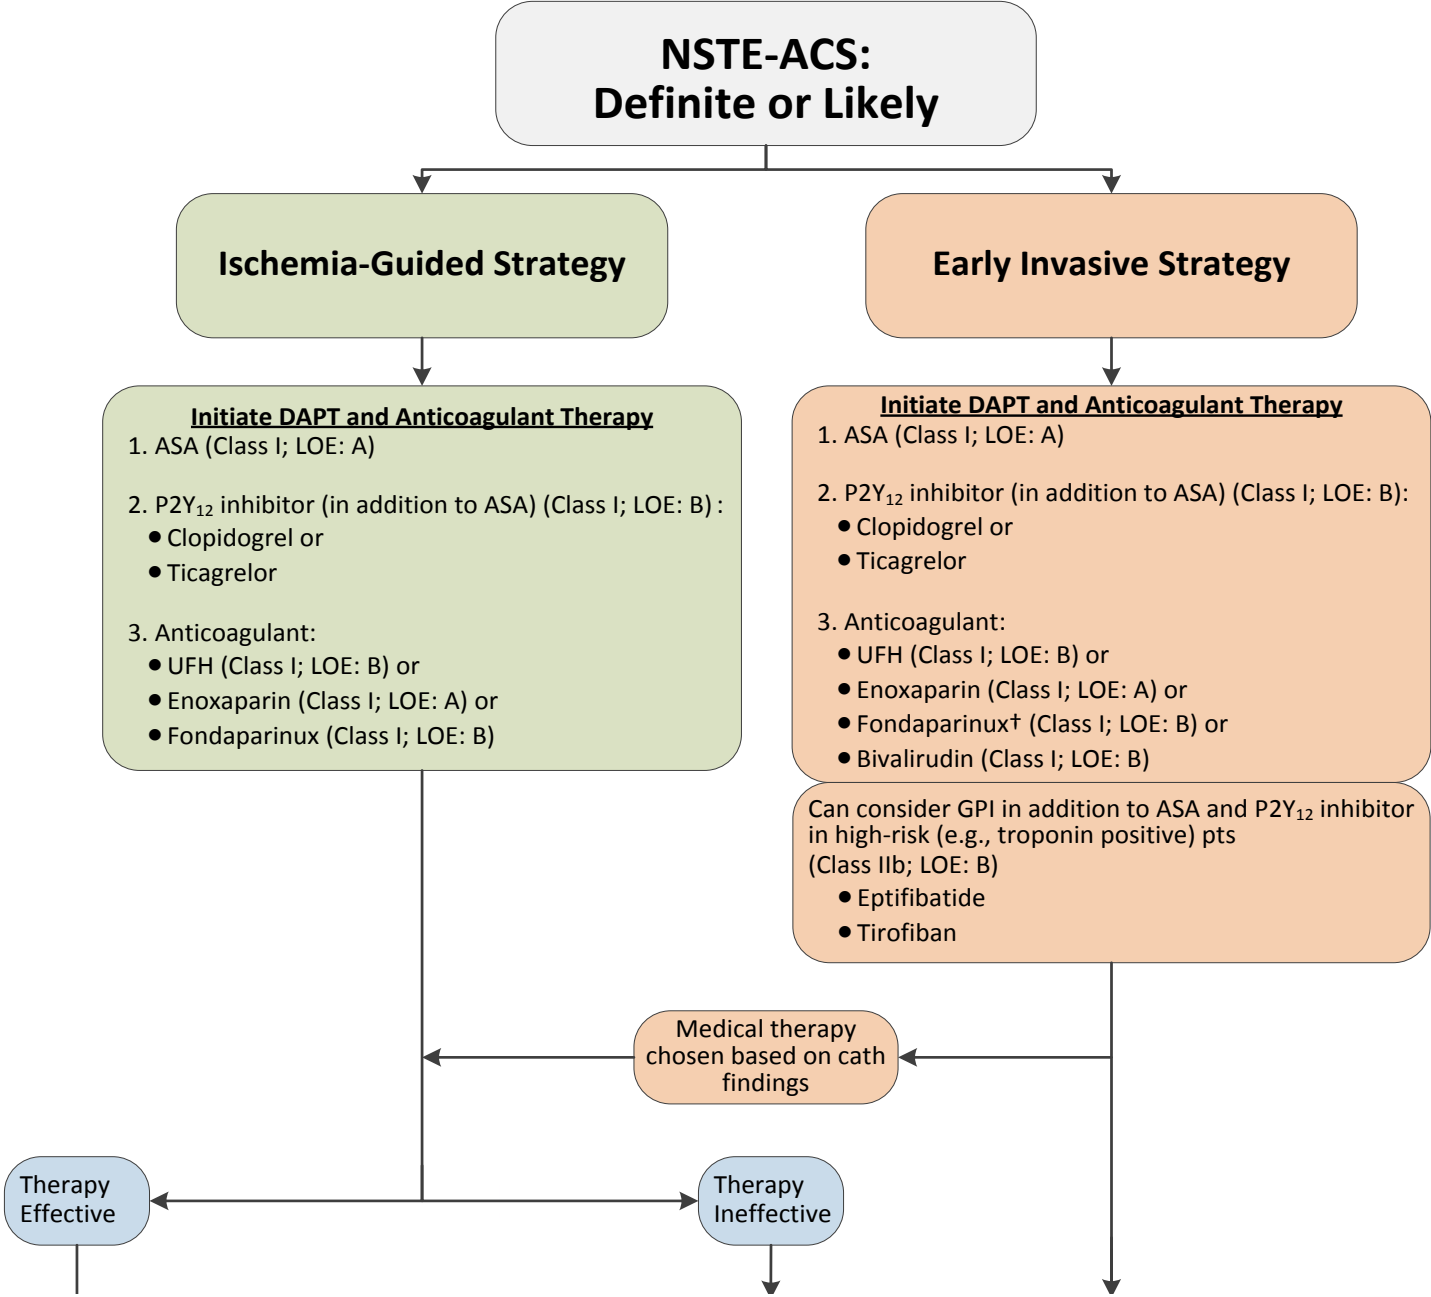 NSTE-ACS:
Definite or Likely
Ischemia-Guided Strategy
Early Invasive Strategy
Initiate DAPT and Anticoagulant Therapy
1. ASA (Class I; LOE: A)
2. P2Y₁₂ inhibitor (in addition to ASA) (Class I; LOE: B) :
• Clopidogrel or
• Ticagrelor
3. Anticoagulant:
• UFH (Class I; LOE: B) or
• Enoxaparin (Class I; LOE: A) or
• Fondaparinux (Class I; LOE: B)
Initiate DAPT and Anticoagulant Therapy
1. ASA (Class I; LOE: A)
2. P2Y₁₂ inhibitor (in addition to ASA) (Class I; LOE: B):
• Clopidogrel or
• Ticagrelor
3. Anticoagulant:
• UFH (Class I; LOE: B) or
• Enoxaparin (Class I; LOE: A) or
• Fondaparinux† (Class I; LOE: B) or
• Bivalirudin (Class I; LOE: B)
Can consider GPI in addition to ASA and P2Y₁₂ inhibitor
in high-risk (e.g., troponin positive) pts
(Class IIb; LOE: B)
• Eptifibatide
• Tirofiban
Medical therapy
chosen based on cath
findings
Therapy
Effective
Therapy
Ineffective